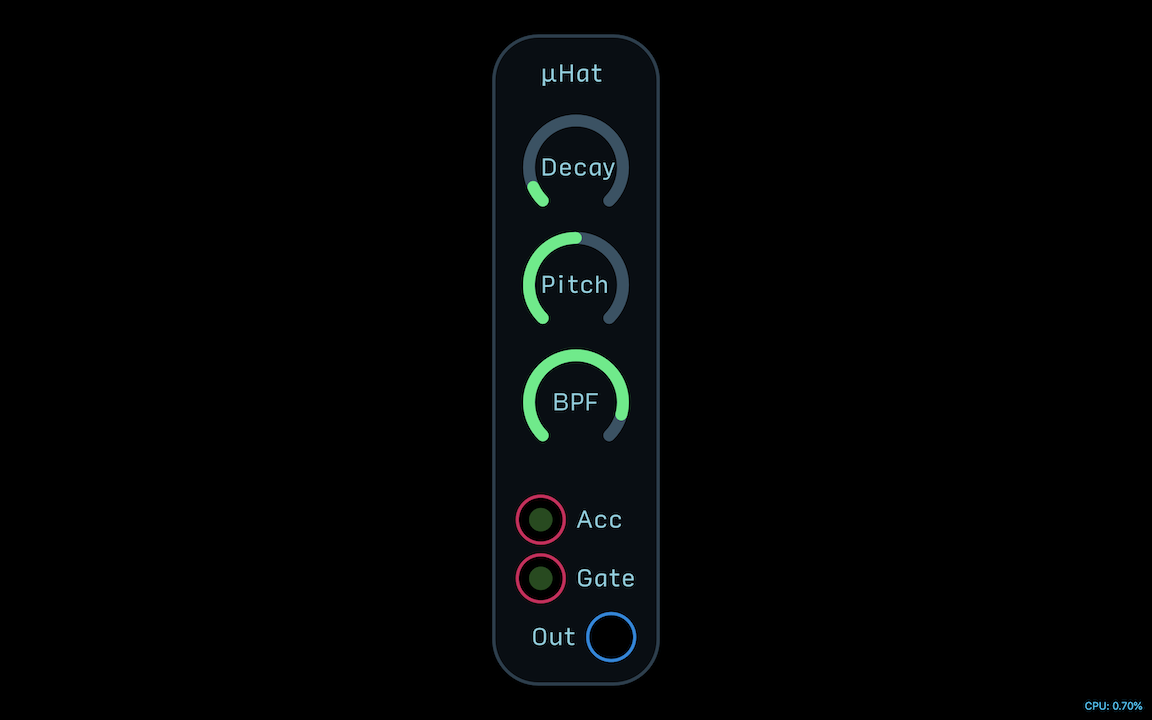 µHat
Decay
Pitch
BPF
Acc
Gate
Out
CPU: 0.70%